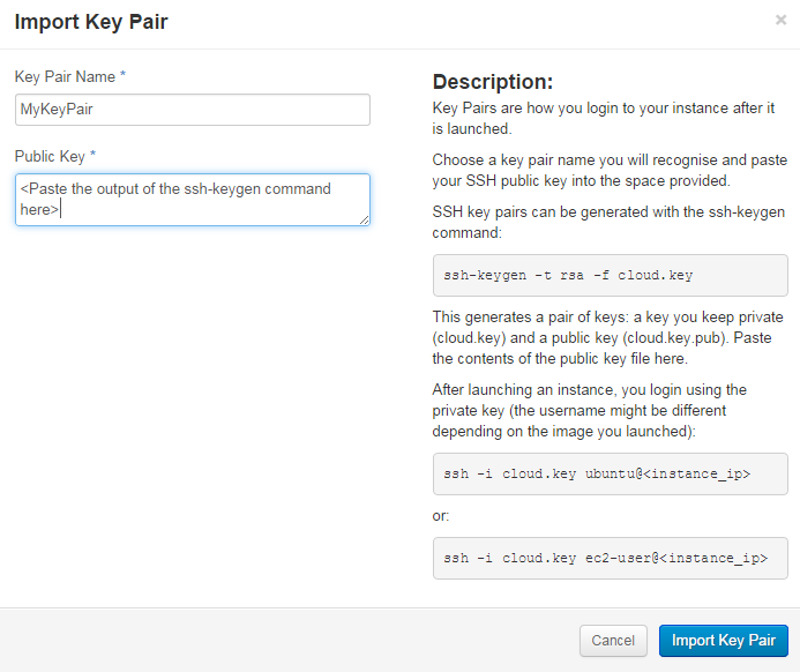 Import Key Pair
×
Key Pair Name *
MyKeyPair
Public Key *
<Paste the output of the ssh-keygen command
here>
Description:
Key Pairs are how you login to your instance after it
is launched.
Choose a key pair name you will recognise and paste
your SSH public key into the space provided.
SSH key pairs can be generated with the ssh-keygen
command:
ssh-keygen -t rsa -f cloud.key
This generates a pair of keys: a key you keep private
(cloud.key) and a public key (cloud.key.pub). Paste
the contents of the public key file here.
After launching an instance, you login using the
private key (the username might be different
depending on the image you launched):
ssh -i cloud.key ubuntu@<instance_ip>
or:
ssh -i cloud.key ec2-user@<instance_ip>
Cancel
Import Key Pair